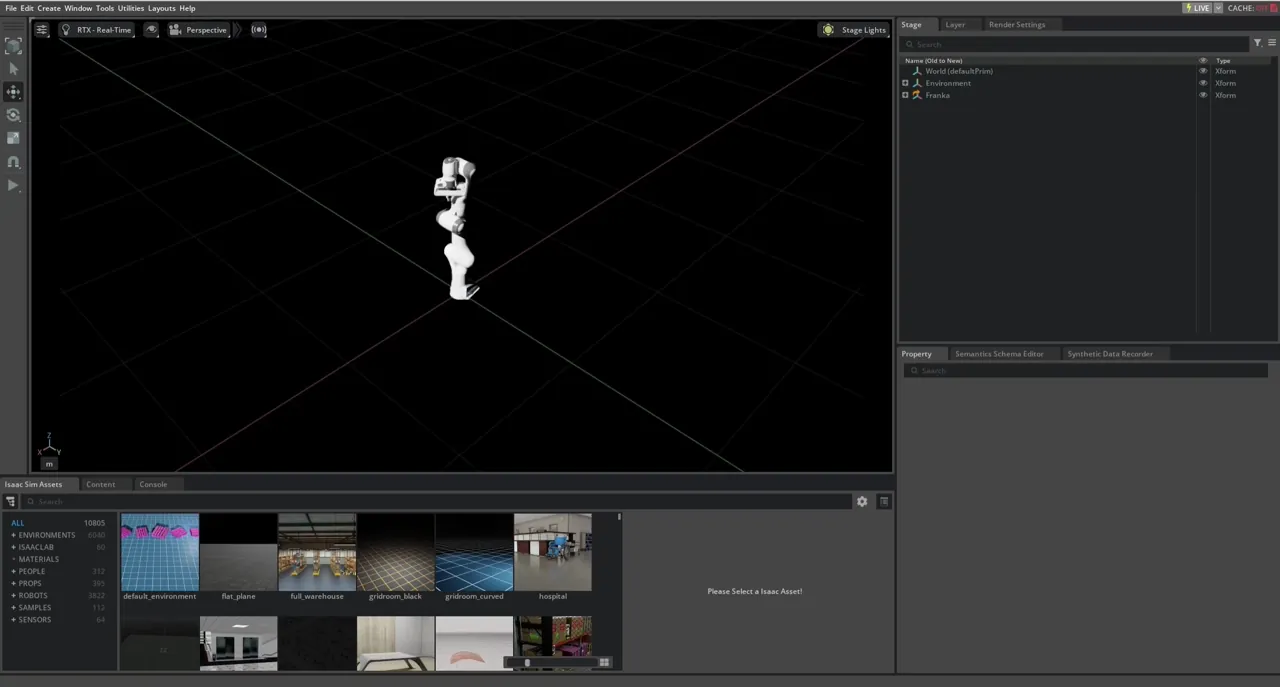 File Edit Create Window Tools Utilities Layouts Help
LIVE
CACHE:
RTX - Real-Time
Perspective
Stage Lights
Z
X
Y
m
Stage
Layer
Render Settings
Search
Name (Old to New)
Type
World (defaultPrim)
Xform
Environment
Xform
Franka
Xform
Property
Semantics Schema Editor
Synthetic Data Recorder
Search
Isaac Sim Assets
Content
Console
Search
ALL 10805
+ ENVIRONMENTS 6040
+ ISAACLAB 60
- MATERIALS
+ PEOPLE 312
+ PROPS 395
+ ROBOTS 3822
+ SAMPLES 112
+ SENSORS 64
default_environment
flat_plane
full_warehouse
gridroom_black
gridroom_curved
hospital
Please Select a Isaac Asset!